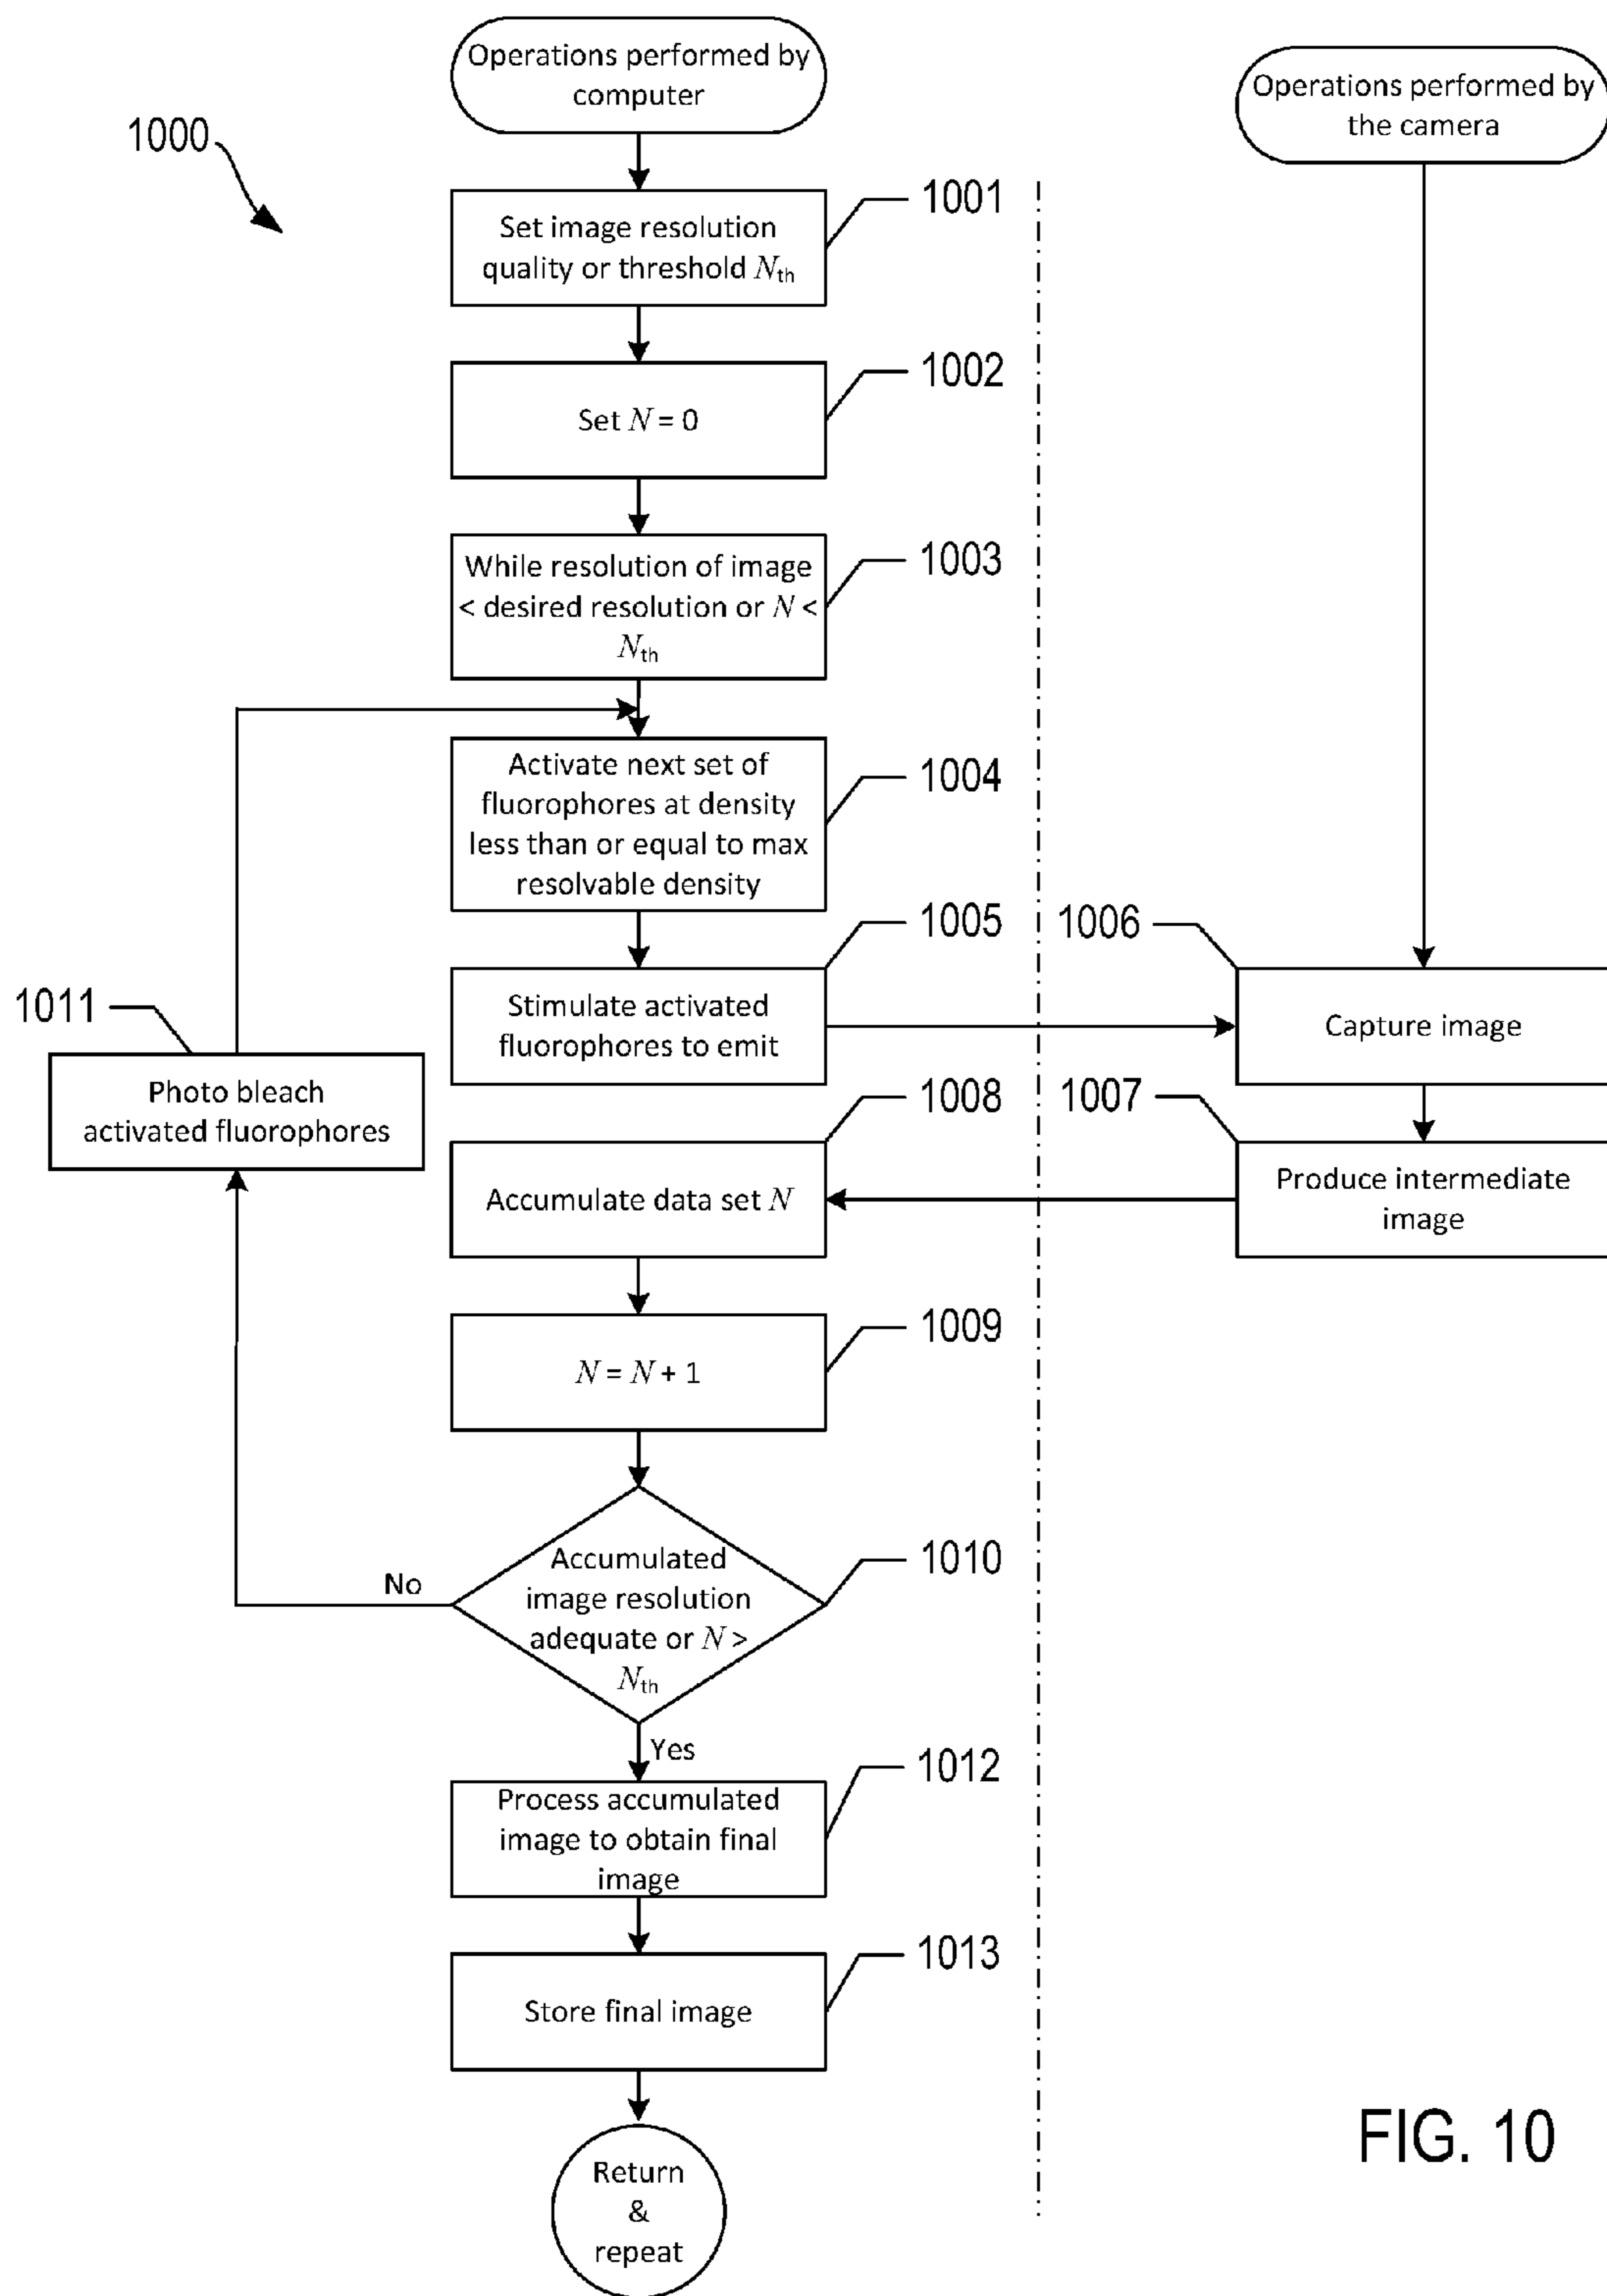 Operations performed by
computer
Operations performed by
the camera
1000
1001
Set image resolution
quality or threshold Nth
1002
Set N = 0
1003
While resolution of image
< desired resolution or N <
Nth
1004
Activate next set of
fluorophores at density
less than or equal to max
resolvable density
1005
Stimulate activated
fluorophores to emit
1006
Capture image
1011
Photo bleach
activated fluorophores
1008
Accumulate data set N
1007
Produce intermediate
image
1009
N = N + 1
1010
Accumulated
image resolution
adequate or N >
Nth
No
Yes
1012
Process accumulated
image to obtain final
image
1013
Store final image
Return
&
repeat
FIG. 10